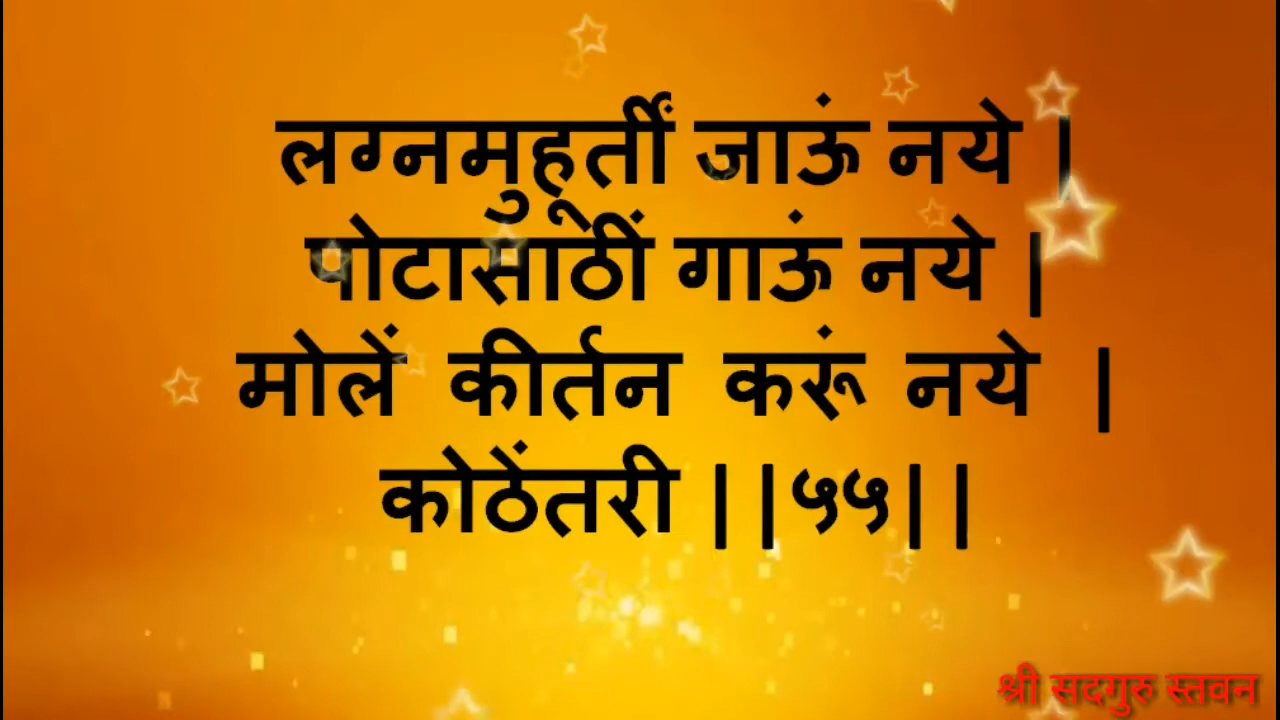 लग्नमुहूर्तीं जाऊं नये |
पोटासाठीं गाऊं नये |
मोलें कीर्तन करूं नये |
कोठेंतरी ||५५||
श्री सदगुरु स्तवन